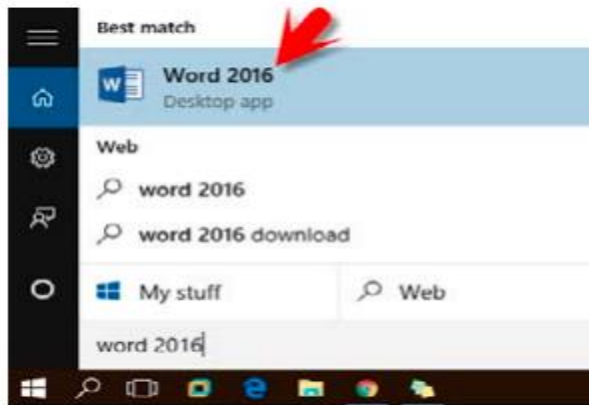 Best match
Word 2016
Desktop app
Web
word 2016
word 2016 download
My stuff
Web
word 2016